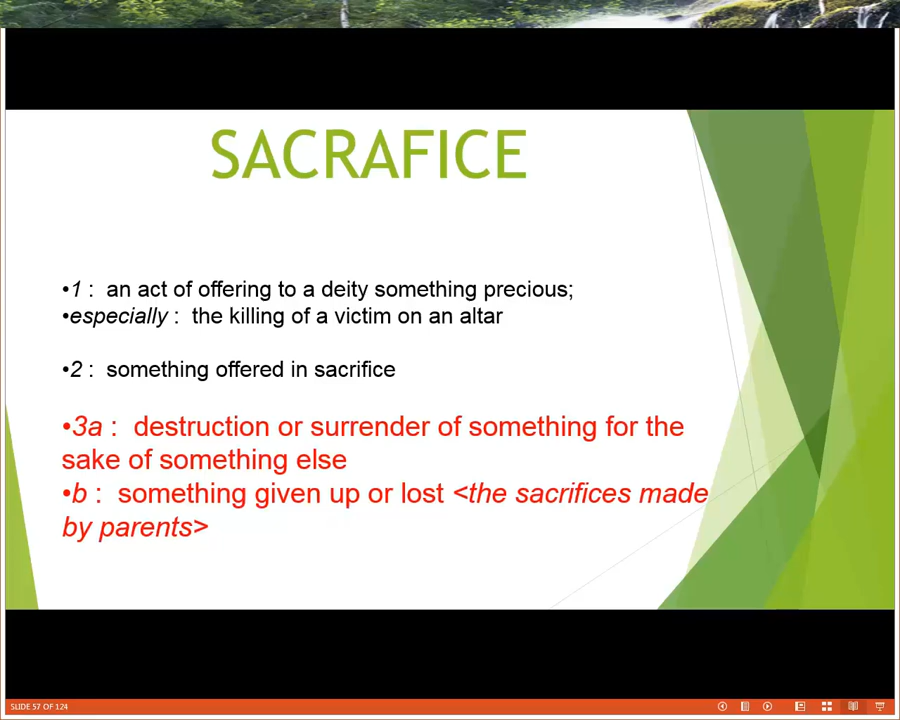 SACRAFICE
•1 : an act of offering to a deity something precious;
•especially : the killing of a victim on an altar
•2 : something offered in sacrifice
•3a : destruction or surrender of something for the
sake of something else
•b : something given up or lost <the sacrifices made
by parents>
SLIDE 57 OF 124